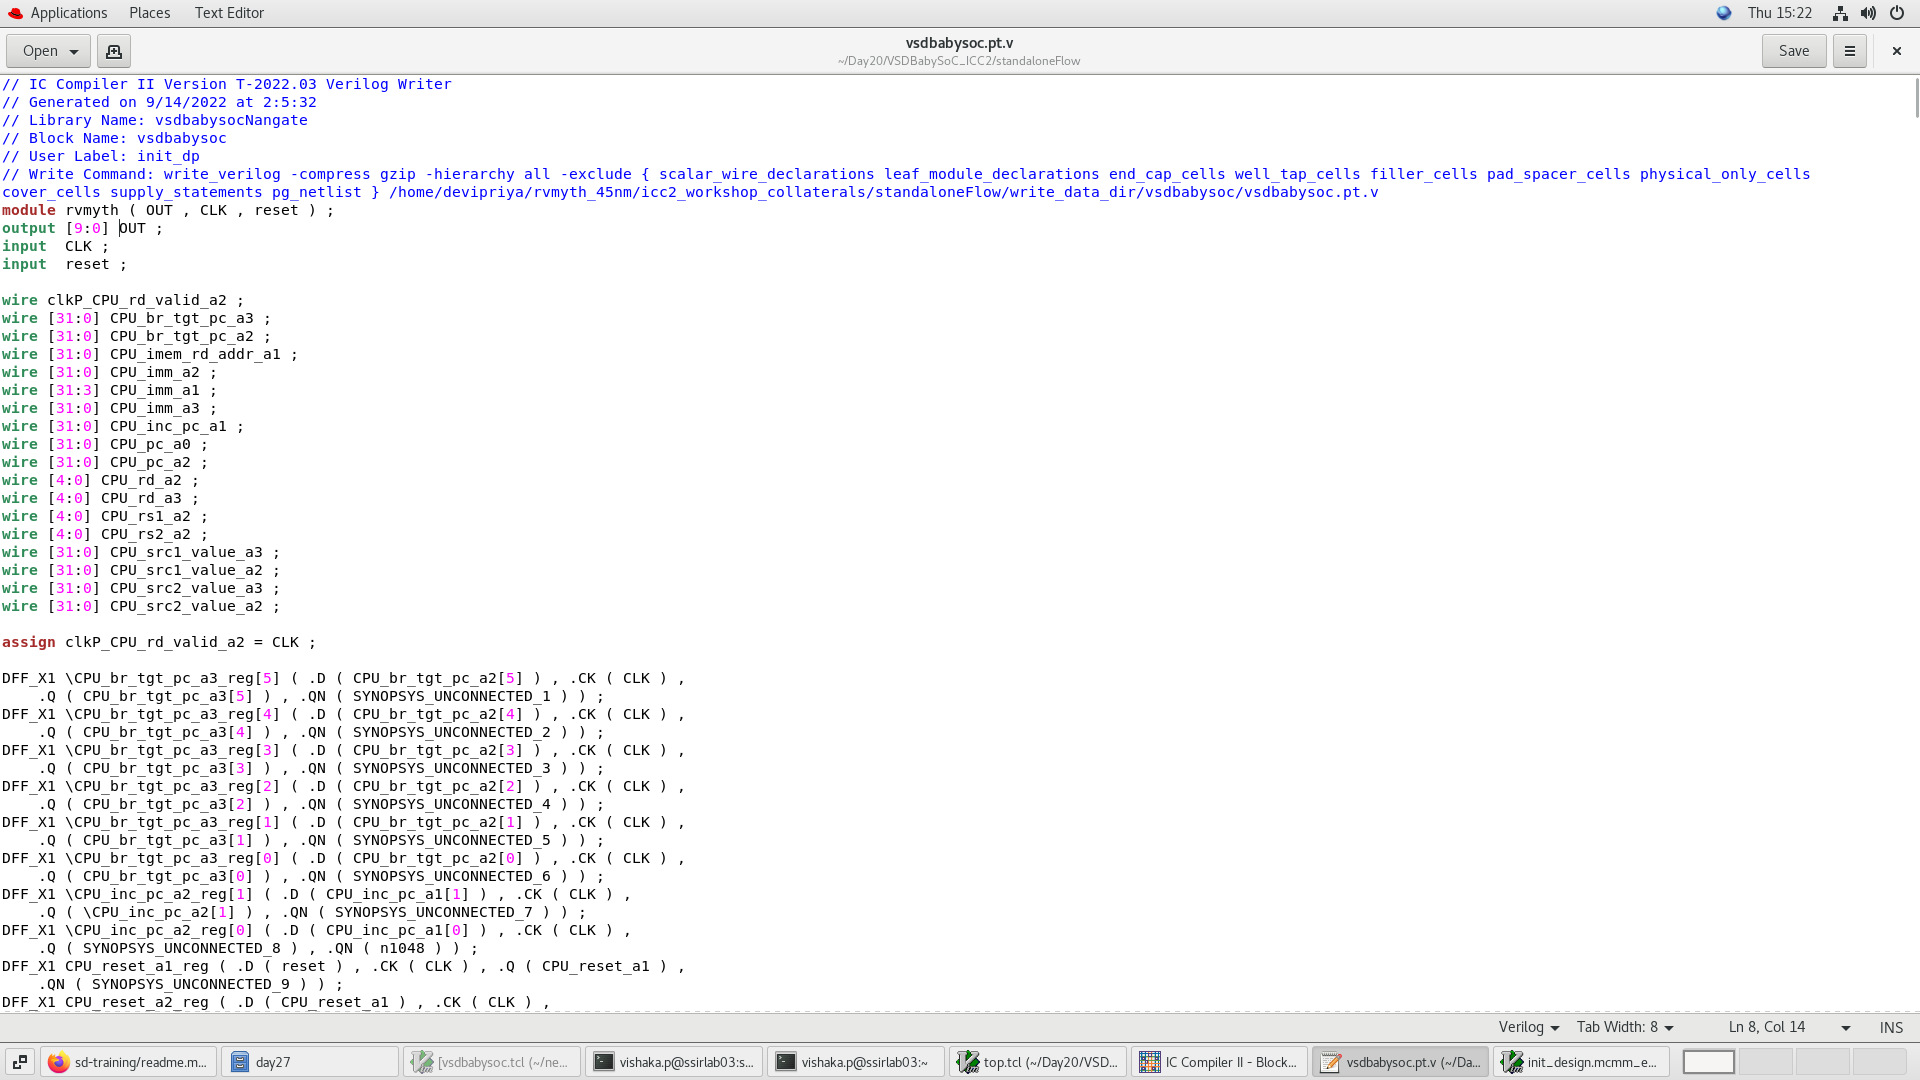 Applications Places Text Editor Thu 15:22
Open vsdbabysoc.pt.v Save
~/Day20/VSDBabySoC_ICC2/standaloneFlow
// IC Compiler II Version T-2022.03 Verilog Writer
// Generated on 9/14/2022 at 2:5:32
// Library Name: vsdbabysocNangate
// Block Name: vsdbabysoc
// User Label: init_dp
// Write Command: write_verilog -compress gzip -hierarchy all -exclude { scalar_wire_declarations leaf_module_declarations end_cap_cells well_tap_cells filler_cells pad_spacer_cells physical_only_cells
cover_cells supply_statements pg_netlist } /home/devipriya/rvmyth_45nm/icc2_workshop_collaterals/standaloneFlow/write_data_dir/vsdbabysoc/vsdbabysoc.pt.v
module rvmyth ( OUT , CLK , reset ) ;
output [9:0] OUT ;
input  CLK ;
input  reset ;
wire clkP_CPU_rd_valid_a2 ;
wire [31:0] CPU_br_tgt_pc_a3 ;
wire [31:0] CPU_br_tgt_pc_a2 ;
wire [31:0] CPU_imem_rd_addr_a1 ;
wire [31:0] CPU_imm_a2 ;
wire [31:3] CPU_imm_a1 ;
wire [31:0] CPU_imm_a3 ;
wire [31:0] CPU_inc_pc_a1 ;
wire [31:0] CPU_pc_a0 ;
wire [31:0] CPU_pc_a2 ;
wire [4:0] CPU_rd_a2 ;
wire [4:0] CPU_rd_a3 ;
wire [4:0] CPU_rs1_a2 ;
wire [4:0] CPU_rs2_a2 ;
wire [31:0] CPU_src1_value_a3 ;
wire [31:0] CPU_src1_value_a2 ;
wire [31:0] CPU_src2_value_a3 ;
wire [31:0] CPU_src2_value_a2 ;
assign clkP_CPU_rd_valid_a2 = CLK ;
DFF_X1 \CPU_br_tgt_pc_a3_reg[5] ( .D ( CPU_br_tgt_pc_a2[5] ) , .CK ( CLK ) ,
    .Q ( CPU_br_tgt_pc_a3[5] ) , .QN ( SYNOPSYS_UNCONNECTED_1 ) ) ;
DFF_X1 \CPU_br_tgt_pc_a3_reg[4] ( .D ( CPU_br_tgt_pc_a2[4] ) , .CK ( CLK ) ,
    .Q ( CPU_br_tgt_pc_a3[4] ) , .QN ( SYNOPSYS_UNCONNECTED_2 ) ) ;
DFF_X1 \CPU_br_tgt_pc_a3_reg[3] ( .D ( CPU_br_tgt_pc_a2[3] ) , .CK ( CLK ) ,
    .Q ( CPU_br_tgt_pc_a3[3] ) , .QN ( SYNOPSYS_UNCONNECTED_3 ) ) ;
DFF_X1 \CPU_br_tgt_pc_a3_reg[2] ( .D ( CPU_br_tgt_pc_a2[2] ) , .CK ( CLK ) ,
    .Q ( CPU_br_tgt_pc_a3[2] ) , .QN ( SYNOPSYS_UNCONNECTED_4 ) ) ;
DFF_X1 \CPU_br_tgt_pc_a3_reg[1] ( .D ( CPU_br_tgt_pc_a2[1] ) , .CK ( CLK ) ,
    .Q ( CPU_br_tgt_pc_a3[1] ) , .QN ( SYNOPSYS_UNCONNECTED_5 ) ) ;
DFF_X1 \CPU_br_tgt_pc_a3_reg[0] ( .D ( CPU_br_tgt_pc_a2[0] ) , .CK ( CLK ) ,
    .Q ( CPU_br_tgt_pc_a3[0] ) , .QN ( SYNOPSYS_UNCONNECTED_6 ) ) ;
DFF_X1 \CPU_inc_pc_a2_reg[1] ( .D ( CPU_inc_pc_a1[1] ) , .CK ( CLK ) ,
    .Q ( \CPU_inc_pc_a2[1] ) , .QN ( SYNOPSYS_UNCONNECTED_7 ) ) ;
DFF_X1 \CPU_inc_pc_a2_reg[0] ( .D ( CPU_inc_pc_a1[0] ) , .CK ( CLK ) ,
    .Q ( SYNOPSYS_UNCONNECTED_8 ) , .QN ( n1048 ) ) ;
DFF_X1 CPU_reset_a1_reg ( .D ( reset ) , .CK ( CLK ) , .Q ( CPU_reset_a1 ) ,
    .QN ( SYNOPSYS_UNCONNECTED_9 ) ) ;
DFF_X1 CPU_reset_a2_reg ( .D ( CPU_reset_a1 ) , .CK ( CLK ) ,
Verilog Tab Width: 8 Ln 8, Col 14 INS
sd-training/readme.m... day27 [vsdbabysoc.tcl (~/ne... vishaka.p@ssirlab03:s... vishaka.p@ssirlab03:~ top.tcl (~/Day20/VSD... IC Compiler II - Block... vsdbabysoc.pt.v (~/Da... init_design.mcmm_e...